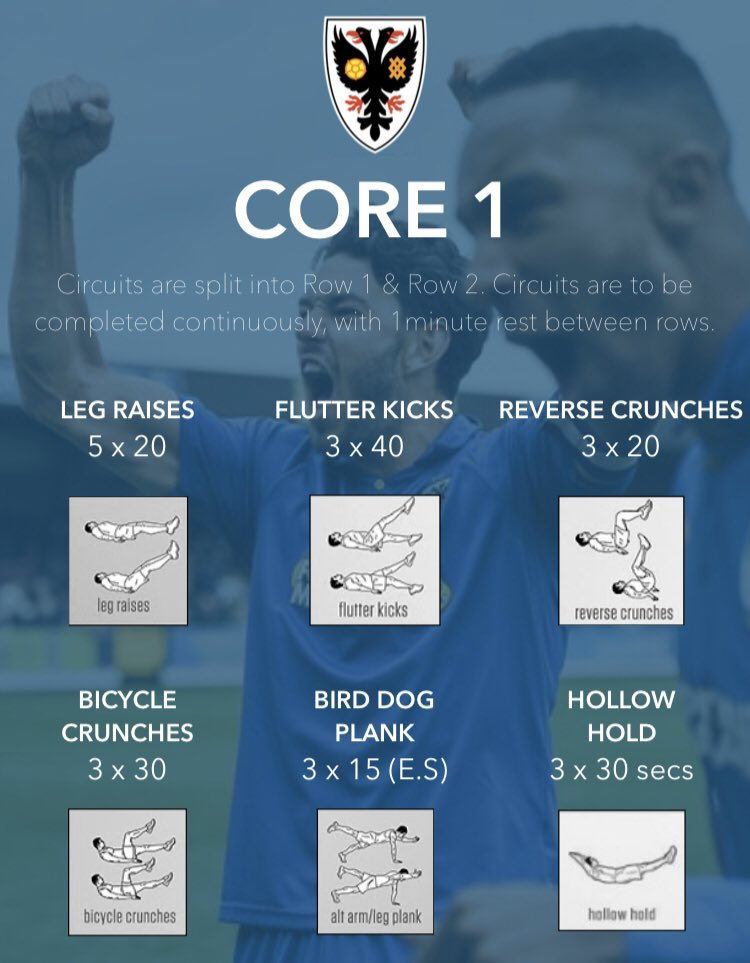 CORE 1
Circuits are split into Row 1 & Row 2. Circuits are to be
completed continuously, with 1minute rest between rows.
LEG RAISES
5 x 20
FLUTTER KICKS
3 x 40
REVERSE CRUNCHES
3 x 20
leg raises
flutter kicks
reverse crunches
BICYCLE
CRUNCHES
3 x 30
BIRD DOG
PLANK
3 x 15 (E.S)
HOLLOW
HOLD
3 x 30 secs
bicycle crunches
alt arm/leg plank
hollow hold